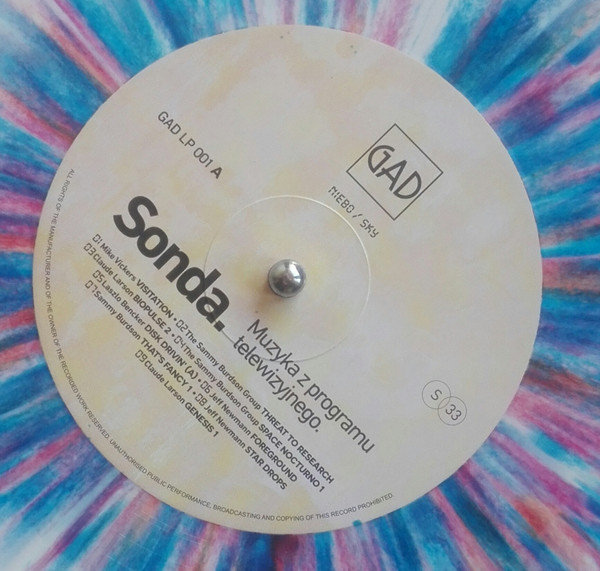 GAD LP 001 A
GAD
NIEBO / SKY
Sonda.
Muzyka z programu
telewizyjnego.
01 Mike Vickers VISITATION • 02 The Sammy Burdson Group THREAT TO RESEARCH
03 Claude Larson BIOPULSE 2 • 04 The Sammy Burdson Group SPACE NOCTURNO 1
05 Laszlo Bencker DISK DRIVIN' (A) • 06 Jeff Newmann FOREGROUND
07 Sammy Burdson THAT'S FANCY 1 • 08 Jeff Newmann STAR DROPS
09 Claude Larson GENESIS 1
S 33
ALL RIGHTS OF THE MANUFACTURER AND OF THE OWNER OF THE RECORDED WORK RESERVED. UNAUTHORISED PUBLIC PERFORMANCE, BROADCASTING AND COPYING OF THIS RECORD PROHIBITED.